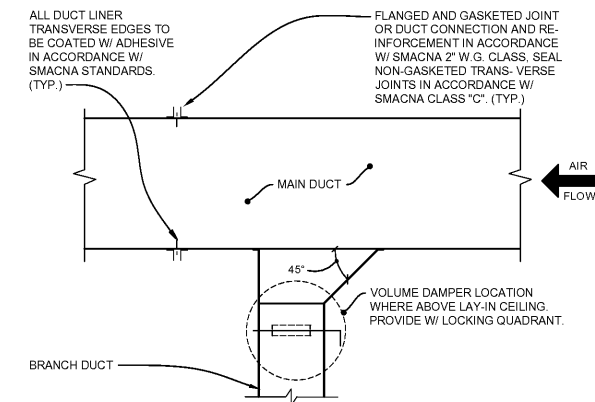 ALL DUCT LINER
TRANSVERSE EDGES TO
BE COATED W/ ADHESIVE
IN ACCORDANCE W/
SMACNA STANDARDS.
(TYP.)
FLANGED AND GASKETED JOINT
OR DUCT CONNECTION AND RE-
INFORCEMENT IN ACCORDANCE
W/ SMACNA 2" W.G. CLASS, SEAL
NON-GASKETED TRANS- VERSE
JOINTS IN ACCORDANCE W/
SMACNA CLASS "C". (TYP.)
MAIN DUCT
AIR
FLOW
45°
VOLUME DAMPER LOCATION
WHERE ABOVE LAY-IN CEILING.
PROVIDE W/ LOCKING QUADRANT.
BRANCH DUCT